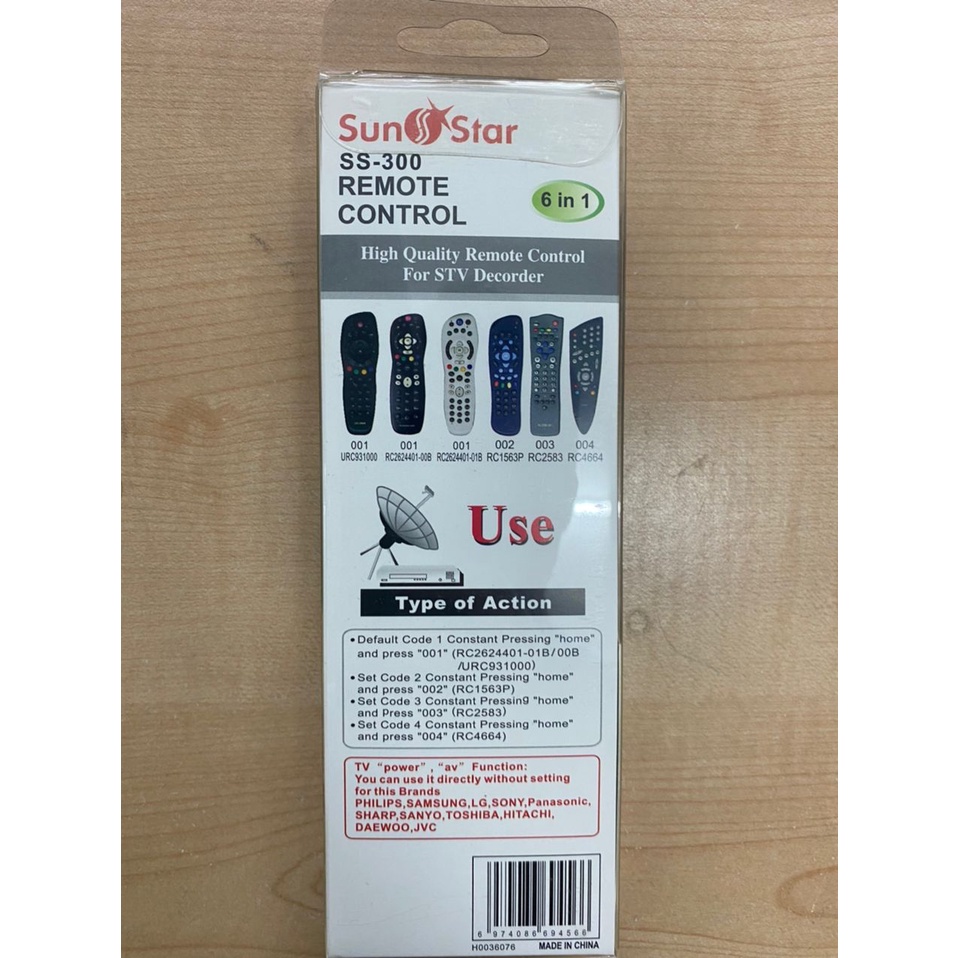 Sun Star
SS-300
REMOTE
CONTROL
6 in 1
High Quality Remote Control
For STV Decorder
001 001 001 002 003 004
URC931000 RC2624401-00B RC2624401-01B RC1563P RC2583 RC4664
Use
Type of Action
•Default Code 1 Constant Pressing "home"
and press "001" (RC2624401-01B/00B
/URC931000)
•Set Code 2 Constant Pressing "home"
and press "002" (RC1563P)
•Set Code 3 Constant Pressing "home"
and Press "003" (RC2583)
•Set Code 4 Constant Pressing "home"
and press "004" (RC4664)
TV "power", "av" Function:
You can use it directly without setting
for this Brands
PHILIPS,SAMSUNG,LG,SONY,Panasonic,
SHARP,SANYO,TOSHIBA,HITACHI,
DAEWOO,JVC
6 974086 694566
H0036076 MADE IN CHINA